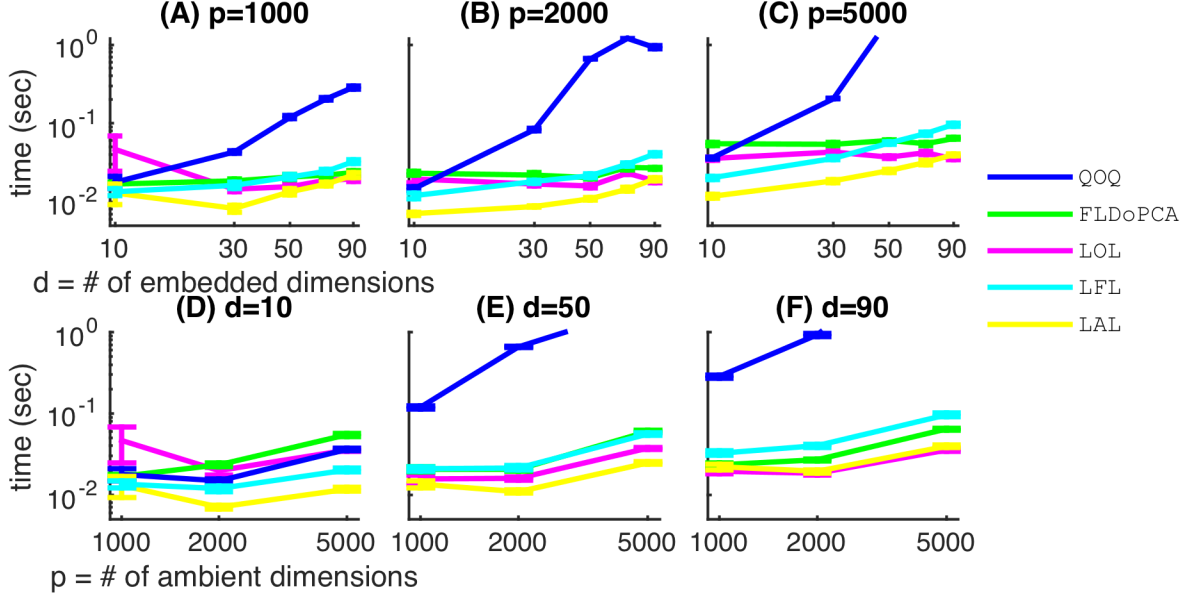 (A) p=1000
(B) p=2000
(C) p=5000
time (sec)
10^0
10^-1
10^-2
10 30 50 90
10 30 50 90
10 30 50 90
d = # of embedded dimensions
QOQ
FLDoPCA
LOL
LFL
LAL
(D) d=10
(E) d=50
(F) d=90
time (sec)
10^0
10^-1
10^-2
1000 2000 5000
1000 2000 5000
1000 2000 5000
p = # of ambient dimensions